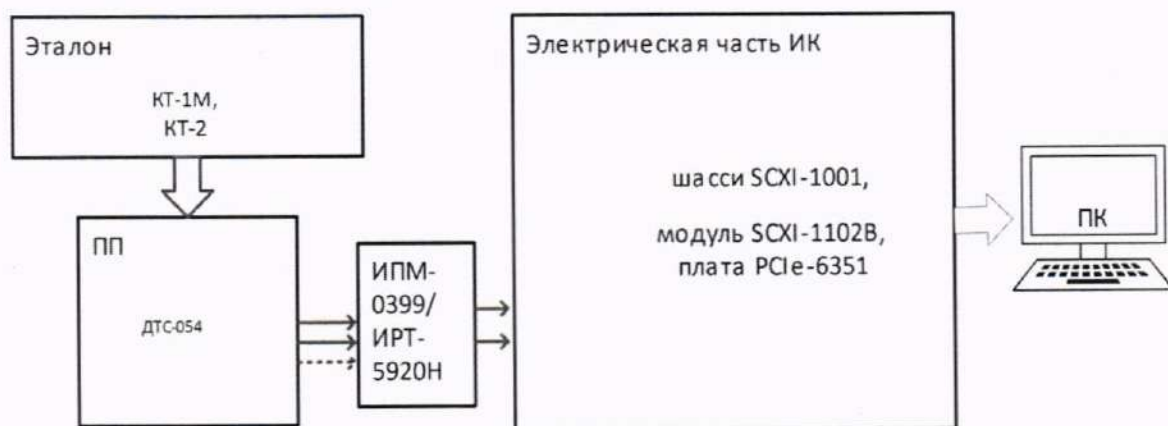 Эталон
КТ-1М,
КТ-2
ПП
ДТС-054
ИПМ-
0399/
ИРТ-
5920Н
Электрическая часть ИК
шасси SCXI-1001,
модуль SCXI-1102B,
плата PCIe-6351
ПК